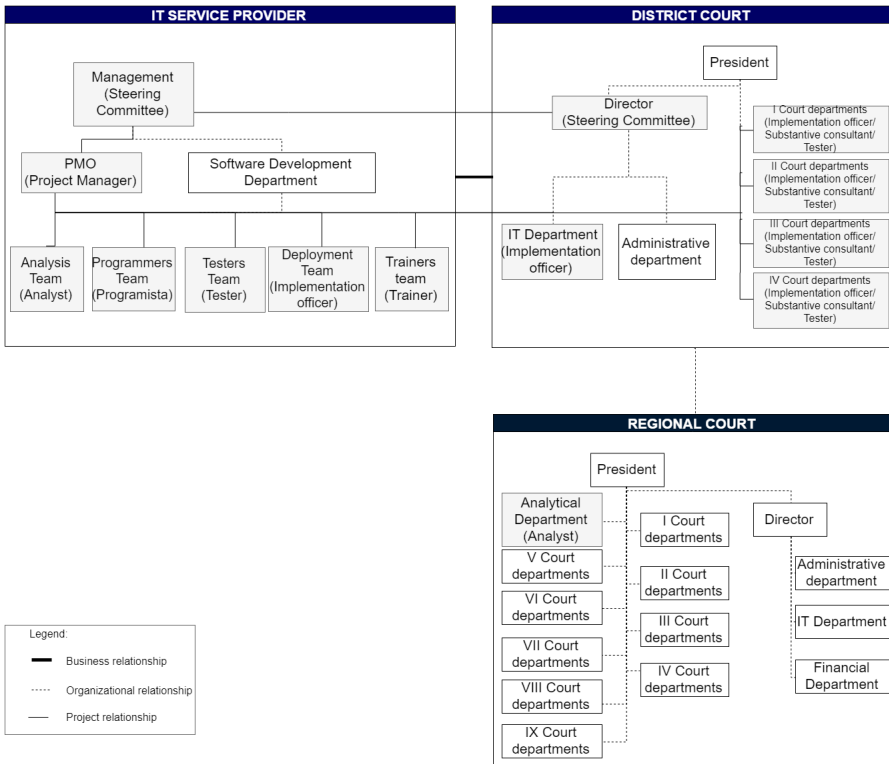 IT SERVICE PROVIDER
Management
(Steering
Committee)
PMO
(Project Manager)
Software Development
Department
Analysis
Team
(Analyst)
Programmers
Team
(Programista)
Testers
Team
(Tester)
Deployment
Team
(Implementation
officer)
Trainers
team
(Trainer)
DISTRICT COURT
President
Director
(Steering Committee)
I Court departments
(Implementation officer/
Substantive consultant/
Tester)
II Court departments
(Implementation officer/
Substantive consultant/
Tester)
III Court departments
(Implementation officer/
Substantive consultant/
Tester)
IV Court departments
(Implementation officer/
Substantive consultant/
Tester)
IT Department
(Implementation
officer)
Administrative
department
REGIONAL COURT
President
Analytical
Department
(Analyst)
V Court
departments
VI Court
departments
VII Court
departments
VIII Court
departments
IX Court
departments
I Court
departments
II Court
departments
III Court
departments
IV Court
departments
Director
Administrative
department
IT Department
Financial
Department
Legend:
Business relationship
Organizational relationship
Project relationship